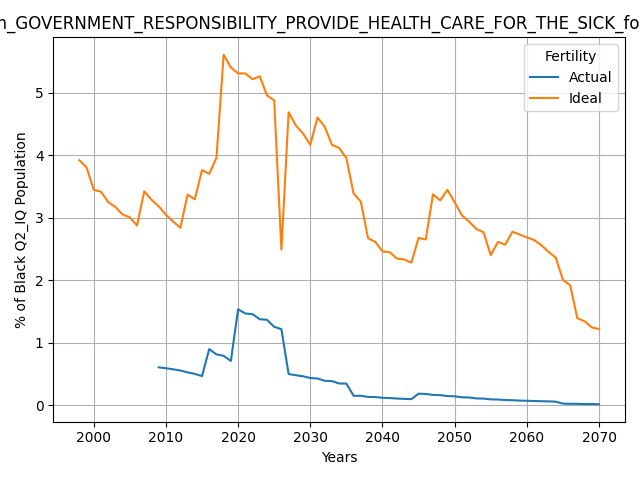 n_GOVERNMENT_RESPONSIBILITY_PROVIDE_HEALTH_CARE_FOR_THE_SICK_fo
Fertility
Actual
Ideal
% of Black Q2_IQ Population
5
4
3
2
1
0
2000 2010 2020 2030 2040 2050 2060 2070
Years